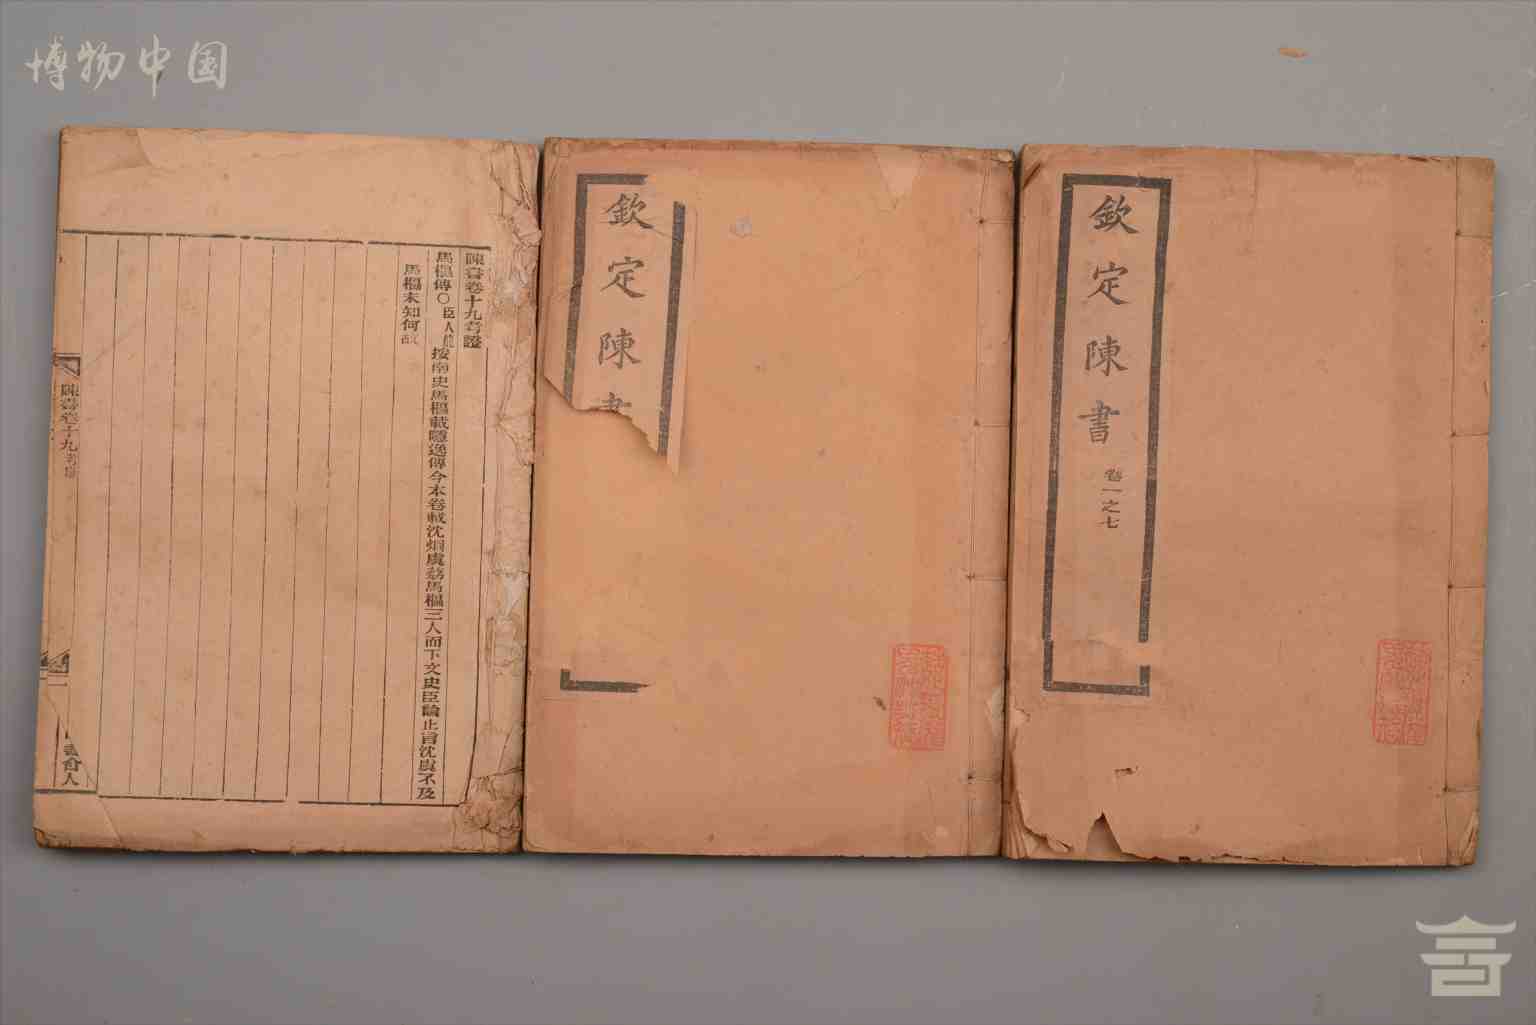 博物中国
欽定陳書
卷一之七
欽定陳書
陳書卷十九考證
馬樞傳○臣人龍按南史馬樞載隱逸傳今本卷載沈炯虞荔馬樞三人而下文史臣論止言沈虞不及
馬樞未知何故
陳書卷十九考證